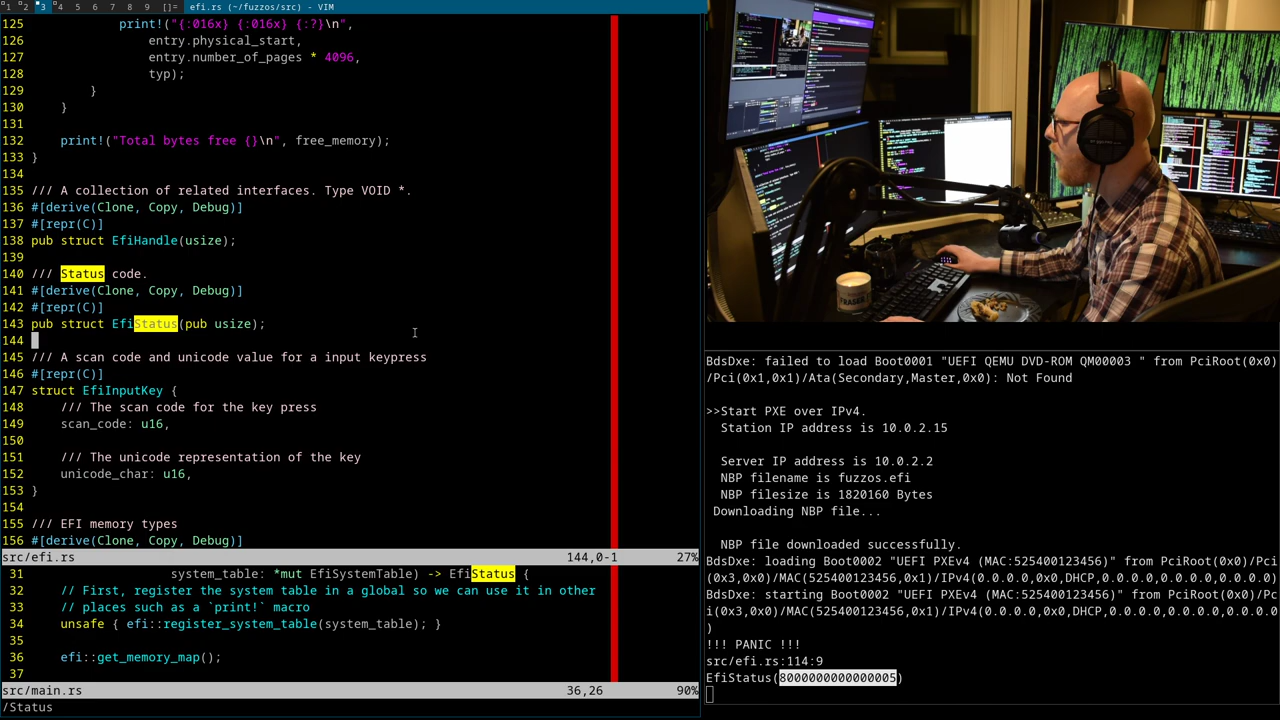 1 2 3 4 5 6 7 8 9 []= efi.rs (~/fuzzos/src) - VIM
125 print!("{:016x} {:016x} {:?}\n",
126 entry.physical_start,
127 entry.number_of_pages * 4096,
128 typ);
129 }
130 }
131
132 print!("Total bytes free {}\n", free_memory);
133 }
134
135 /// A collection of related interfaces. Type VOID *.
136 #[derive(Clone, Copy, Debug)]
137 #[repr(C)]
138 pub struct EfiHandle(usize);
139
140 /// Status code.
141 #[derive(Clone, Copy, Debug)]
142 #[repr(C)]
143 pub struct EfiStatus(pub usize);
144
145 /// A scan code and unicode value for a input keypress
146 #[repr(C)]
147 struct EfiInputKey {
148 /// The scan code for the key press
149 scan_code: u16,
150
151 /// The unicode representation of the key
152 unicode_char: u16,
153 }
154
155 /// EFI memory types
156 #[derive(Clone, Copy, Debug)]
src/efi.rs 144,0-1 27%
31 system_table: *mut EfiSystemTable) -> EfiStatus {
32 // First, register the system table in a global so we can use it in other
33 // places such as a `print!` macro
34 unsafe { efi::register_system_table(system_table); }
35
36 efi::get_memory_map();
37
src/main.rs 36,26 90%
/Status
FRASER
BdsDxe: failed to load Boot0001 "UEFI QEMU DVD-ROM QM00003 " from PciRoot(0x0)
/Pci(0x1,0x1)/Ata(Secondary,Master,0x0): Not Found
>>Start PXE over IPv4.
Station IP address is 10.0.2.15
Server IP address is 10.0.2.2
NBP filename is fuzzos.efi
NBP filesize is 1820160 Bytes
Downloading NBP file...
NBP file downloaded successfully.
BdsDxe: loading Boot0002 "UEFI PXEv4 (MAC:525400123456)" from PciRoot(0x0)/Pci
(0x3,0x0)/MAC(525400123456,0x1)/IPv4(0.0.0.0,0x0,DHCP,0.0.0.0,0.0.0.0,0.0.0.0)
BdsDxe: starting Boot0002 "UEFI PXEv4 (MAC:525400123456)" from PciRoot(0x0)/Pc
i(0x3,0x0)/MAC(525400123456,0x1)/IPv4(0.0.0.0,0x0,DHCP,0.0.0.0,0.0.0.0,0.0.0.0
)
!!! PANIC !!!
src/efi.rs:114:9
EfiStatus(8000000000000005)